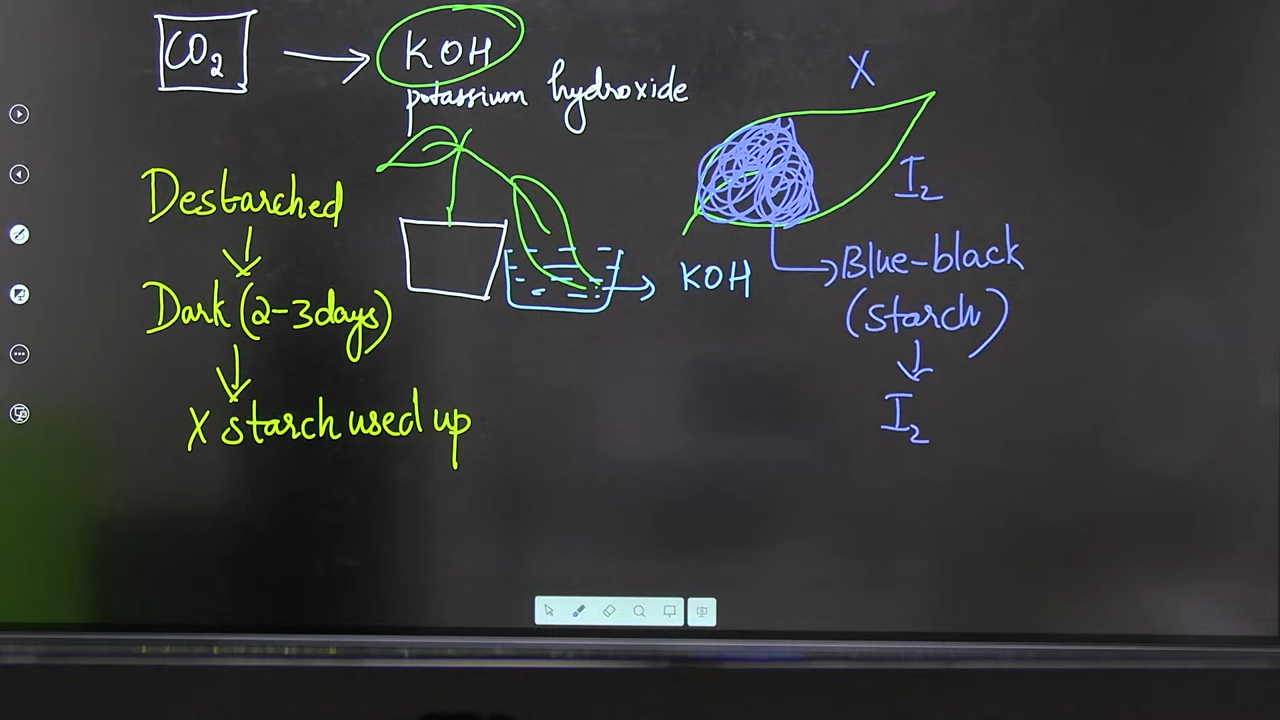 CO₂ → KOH
potassium hydroxide
X
Destarched
↓
Dark (2-3days)
↓
X starch used up
KOH
I₂
Blue-black
(starch)
↓
I₂